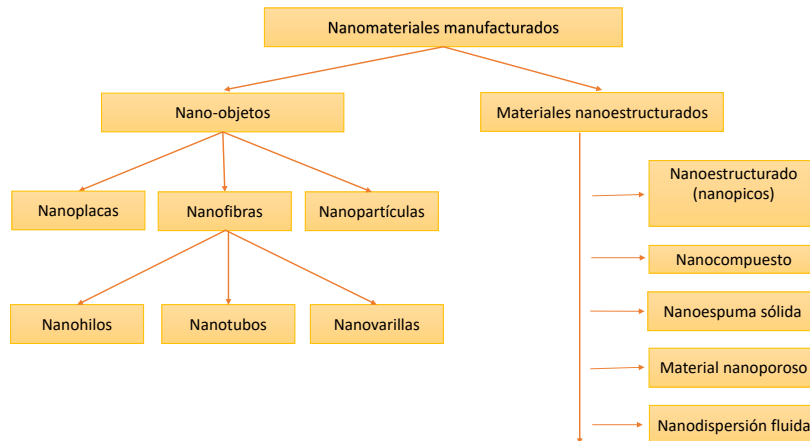 Nanomateriales manufacturados
Nano-objetos
Materiales nanoestructurados
Nanoplacas
Nanofibras
Nanopartículas
Nanohilos
Nanotubos
Nanovarillas
Nanoestructurado
(nanopicos)
Nanocompuesto
Nanoespuma sólida
Material nanoporoso
Nanodispersión fluida